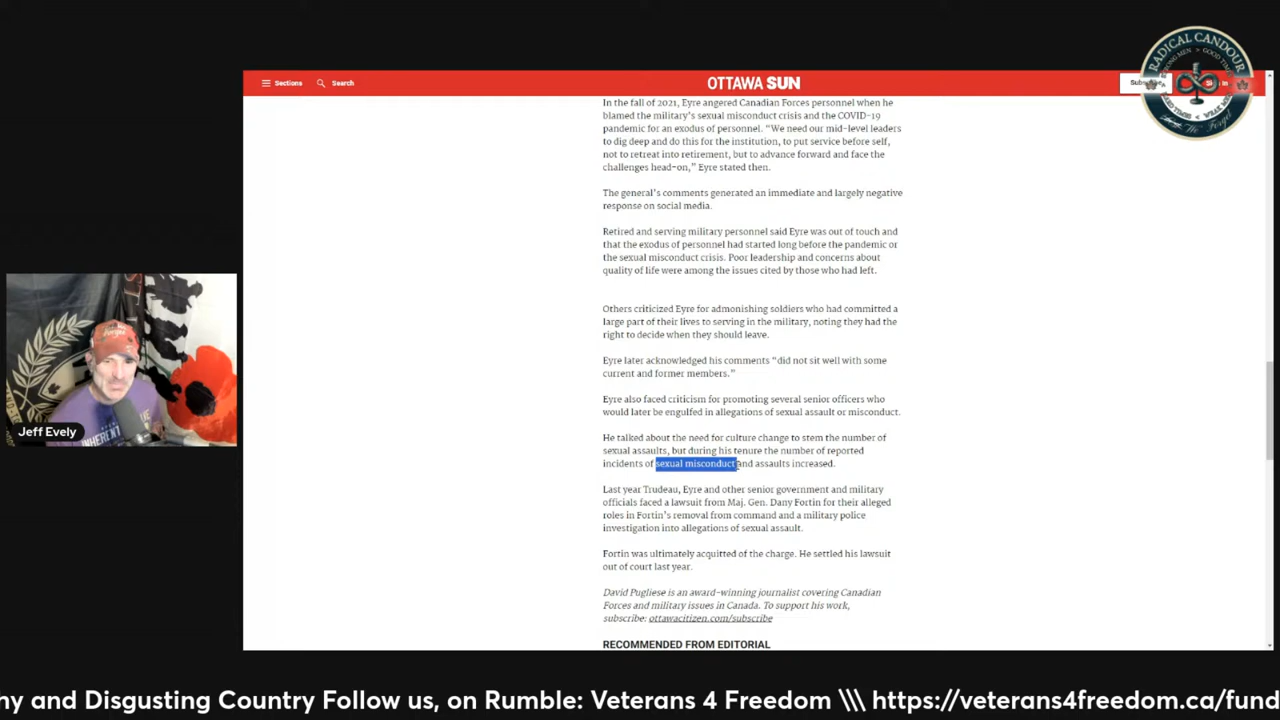 RADICAL CANDOUR
Sections
Search
OTTAWA SUN
In the fall of 2021, Eyre angered Canadian Forces personnel when he
blamed the military's sexual misconduct crisis and the COVID-19
pandemic for an exodus of personnel. “We need our mid-level leaders
to dig deep and do this for the institution, to put service before self,
not to retreat into retirement, but to advance forward and face the
challenges head-on,” Eyre stated then.
The general's comments generated an immediate and largely negative
response on social media.
Retired and serving military personnel said Eyre was out of touch and
that the exodus of personnel had started long before the pandemic or
the sexual misconduct crisis. Poor leadership and concerns about
quality of life were among the issues cited by those who had left.
Others criticized Eyre for admonishing soldiers who had committed a
large part of their lives to serving in the military, noting they had the
right to decide when they should leave.
Eyre later acknowledged his comments “did not sit well with some
current and former members.”
Eyre also faced criticism for promoting several senior officers who
would later be engulfed in allegations of sexual assault or misconduct.
He talked about the need for culture change to stem the number of
sexual assaults, but during his tenure the number of reported
incidents of sexual misconduct and assaults increased.
Last year Trudeau, Eyre and other senior government and military
officials faced a lawsuit from Maj. Gen. Dany Fortin for their alleged
roles in Fortin's removal from command and a military police
investigation into allegations of sexual assault.
Fortin was ultimately acquitted of the charge. He settled his lawsuit
out of court last year.
David Pugliese is an award-winning journalist covering Canadian
Forces and military issues in Canada. To support his work,
subscribe: ottawacitizen.com/subscribe
RECOMMENDED FROM EDITORIAL
INHERENT
Jeff Evely
hy and Disgusting Country Follow us, on Rumble: Veterans 4 Freedom \\\ https://veterans4freedom.ca/fund